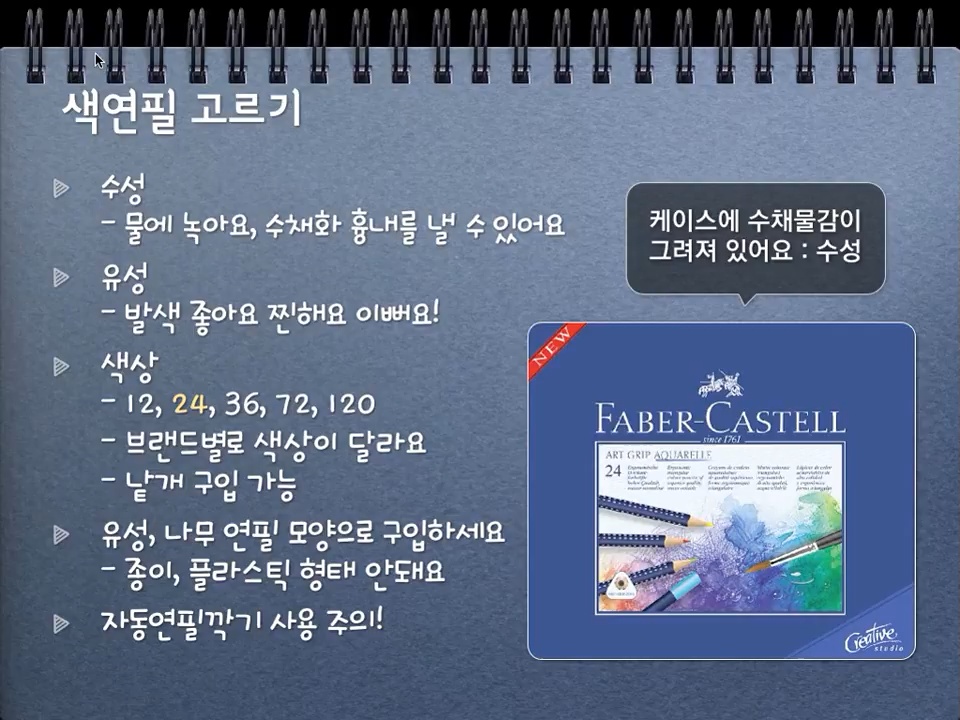 색연필 고르기
수성
- 물에 녹아요, 수채화 흉내를 낼 수 있어요
유성
- 발색 좋아요 찐해요 이뻐요!
색상
- 12, 24, 36, 72, 120
- 브랜드별로 색상이 달라요
- 낱개 구입 가능
유성, 나무 연필 모양으로 구입하세요
- 종이, 플라스틱 형태 안돼요
자동연필깍기 사용 주의!
케이스에 수채물감이
그려져 있어요 : 수성
NEW
FABER-CASTELL
since 1761
ART GRIP AQUARELLE
24
Creative
studio